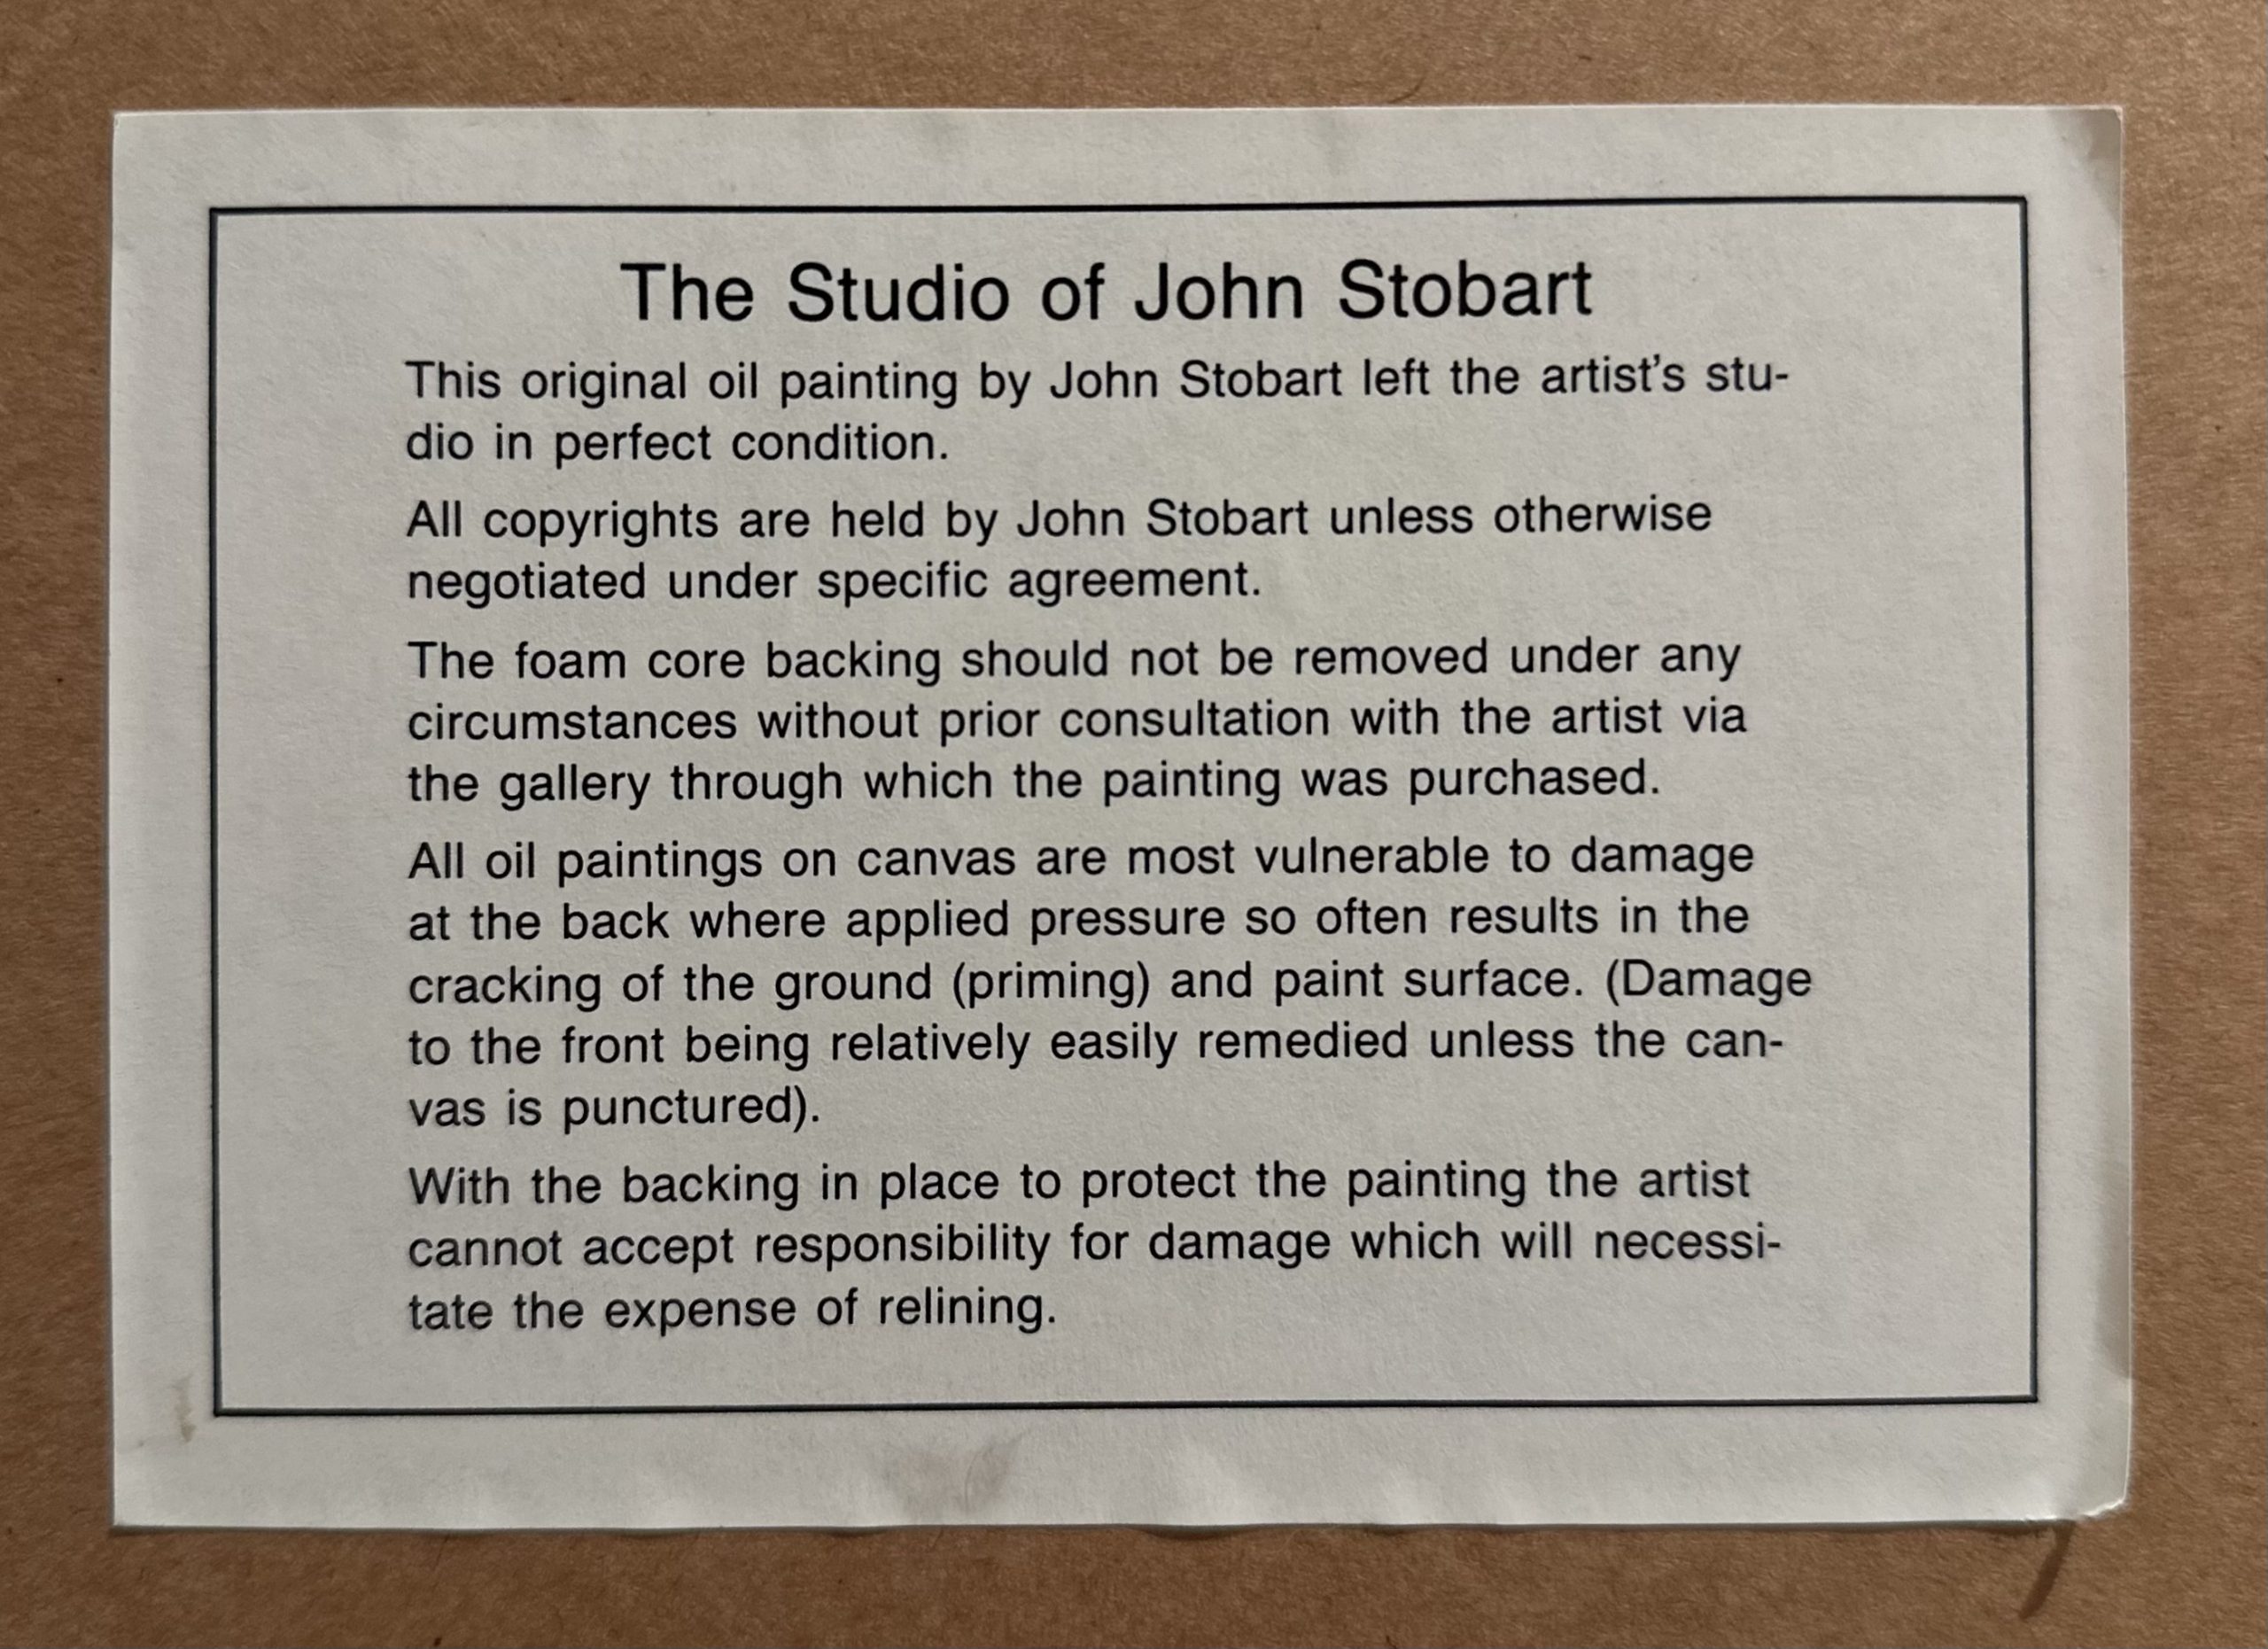 The Studio of John Stobart
This original oil painting by John Stobart left the artist’s stu-
dio in perfect condition.
All copyrights are held by John Stobart unless otherwise
negotiated under specific agreement.
The foam core backing should not be removed under any
circumstances without prior consultation with the artist via
the gallery through which the painting was purchased.
All oil paintings on canvas are most vulnerable to damage
at the back where applied pressure so often results in the
cracking of the ground (priming) and paint surface. (Damage
to the front being relatively easily remedied unless the can-
vas is punctured).
With the backing in place to protect the painting the artist
cannot accept responsibility for damage which will necessi-
tate the expense of relining.